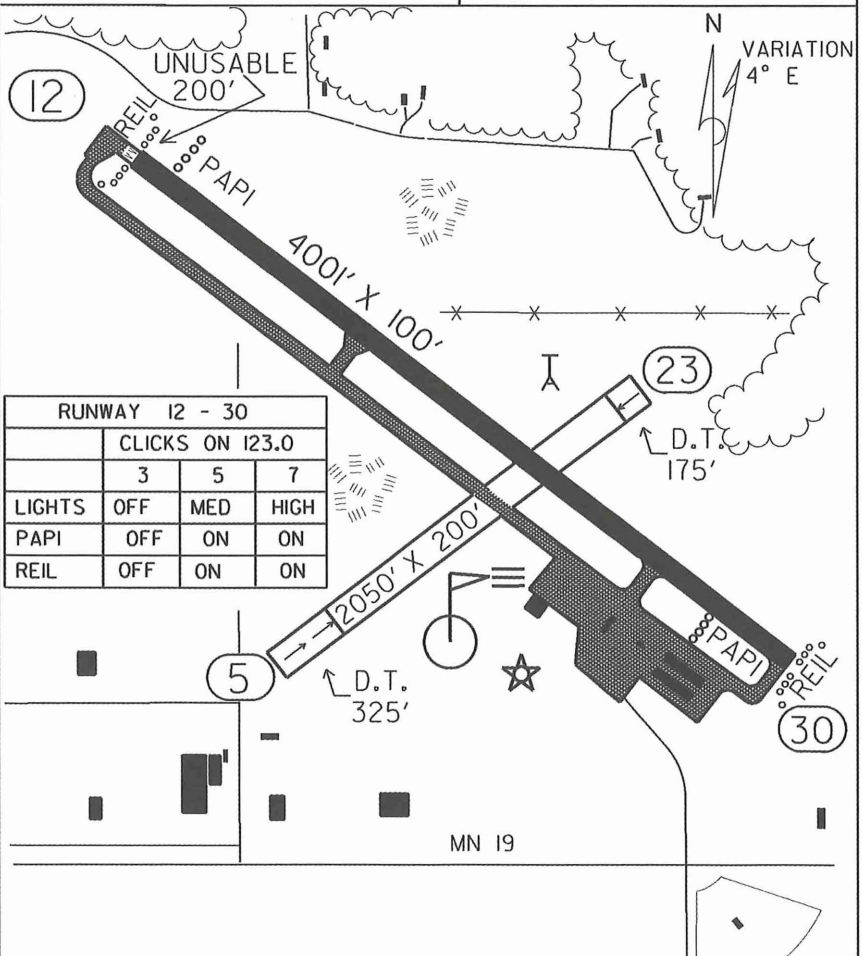 UNUSABLE
200'
12
REIL
PAPI
N
VARIATION
4° E
4001' X 100'
23
D.T.
175'
RUNWAY 12 - 30
CLICKS ON 123.0
3 5 7
LIGHTS OFF MED HIGH
PAPI OFF ON ON
REIL OFF ON ON
2050' X 200'
5
D.T.
325'
PAPI
REIL
30
MN 19